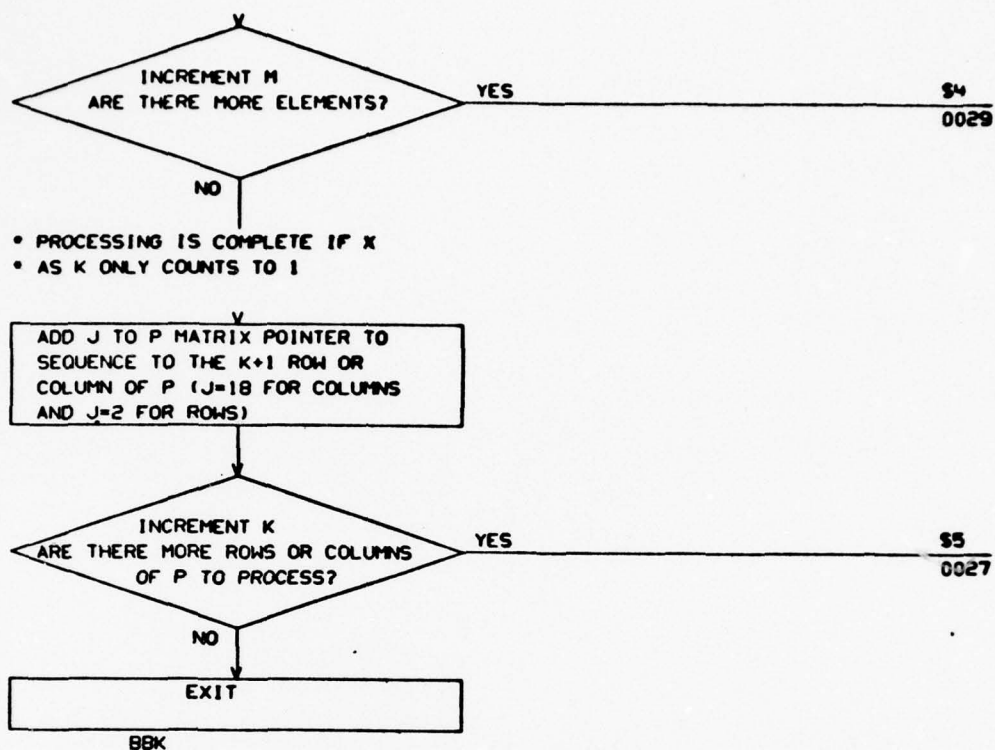 INCREMENT M
ARE THERE MORE ELEMENTS?
YES
$4
0029
NO
• PROCESSING IS COMPLETE IF X
• AS K ONLY COUNTS TO 1
ADD J TO P MATRIX POINTER TO
SEQUENCE TO THE K+1 ROW OR
COLUMN OF P (J=18 FOR COLUMNS
AND J=2 FOR ROWS)
INCREMENT K
ARE THERE MORE ROWS OR COLUMNS
OF P TO PROCESS?
YES
$5
0027
NO
EXIT
BBK